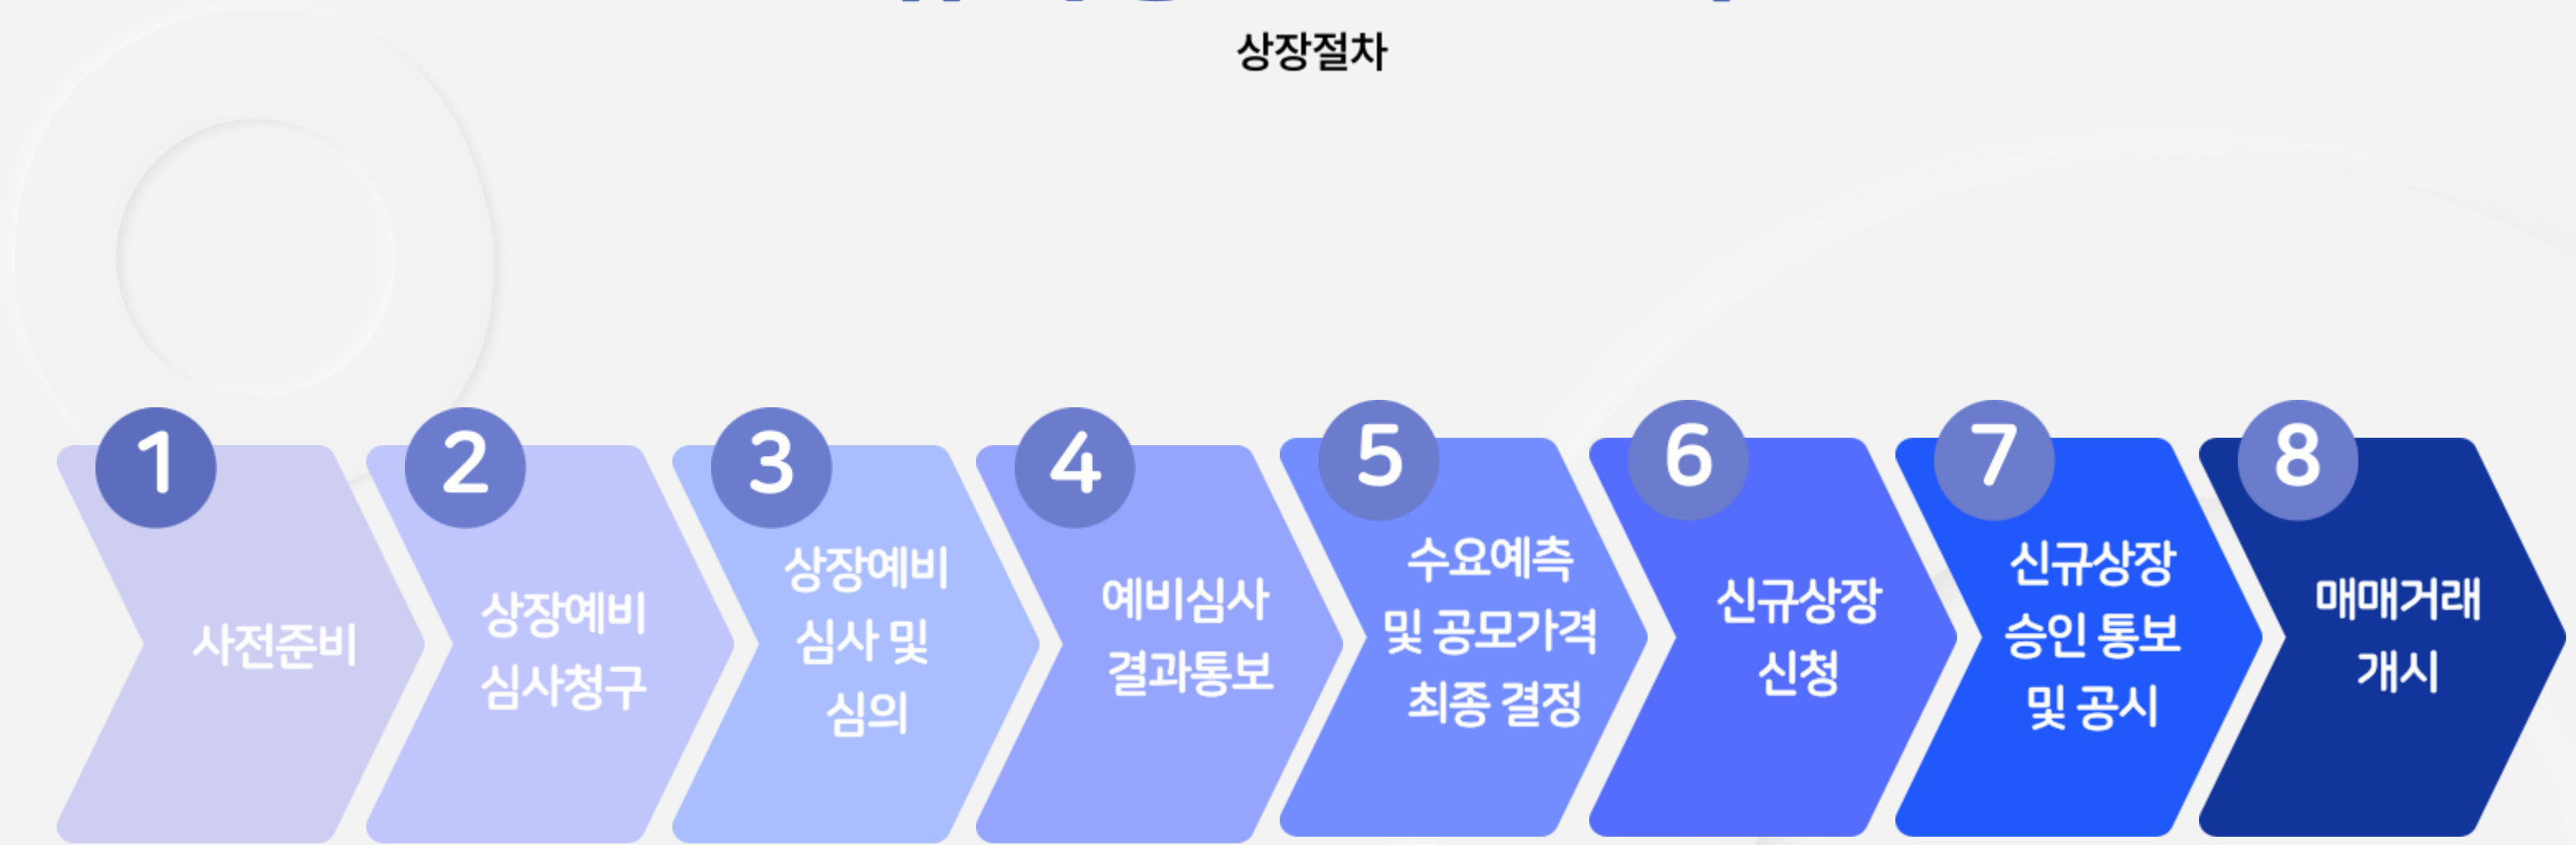 상장절차
1
사전준비
2
상장예비
심사청구
3
상장예비
심사 및
심의
4
예비심사
결과통보
5
수요예측
및 공모가격
최종 결정
6
신규상장
신청
7
신규상장
승인 통보
및 공시
8
매매거래
개시